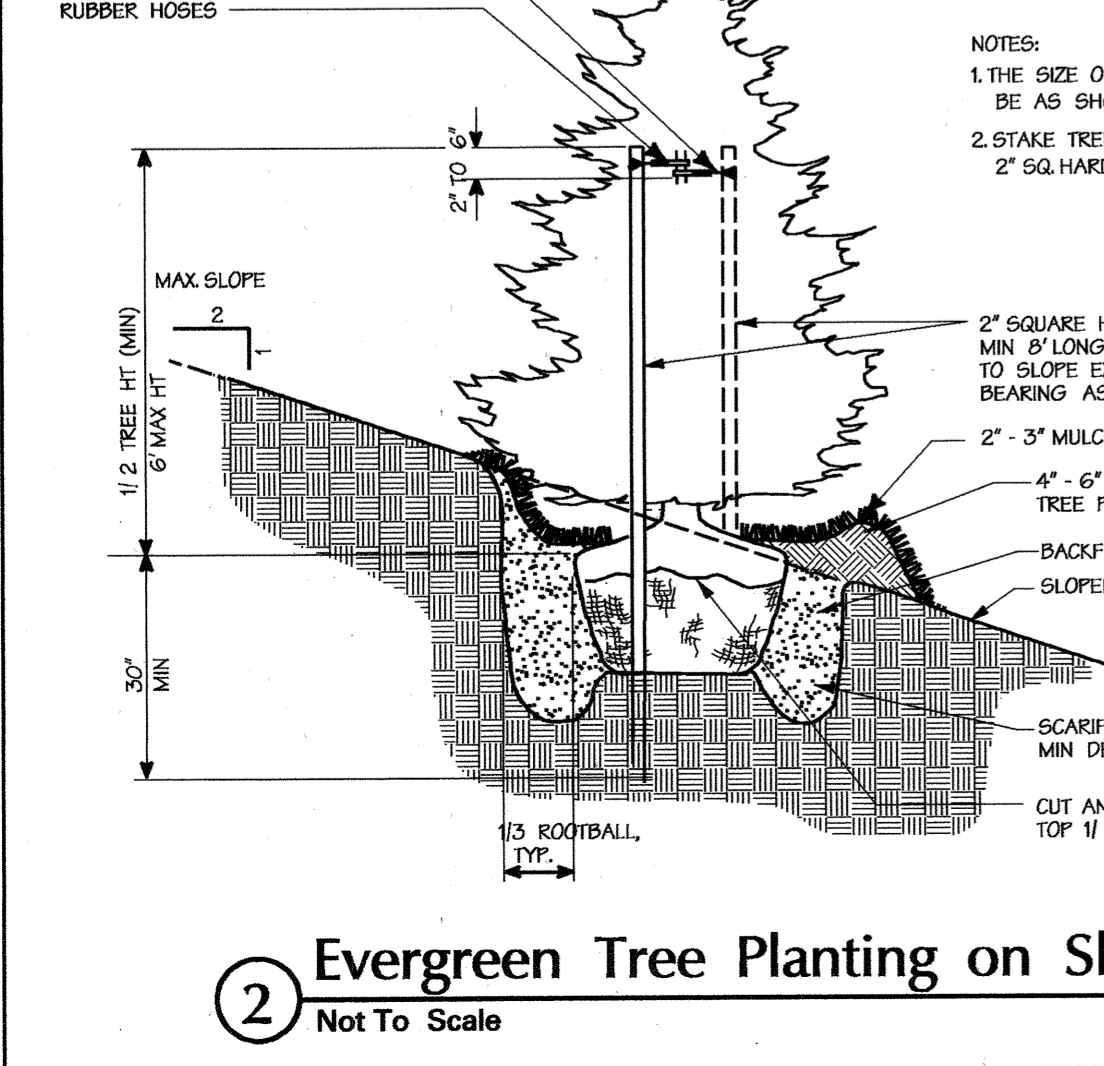 RUBBER HOSES
NOTES:
1. THE SIZE O
BE AS SH
2. STAKE TREE
2" SQ. HARD
2" TO 6"
MAX. SLOPE
2
1
1/2 TREE HT (MIN)
6' MAX HT
2" SQUARE H
MIN 8' LONG
TO SLOPE E
BEARING AS
2" - 3" MULC
4" - 6"
TREE P
BACKF
SLOPE
30"
MIN
SCARIF
MIN DE
CUT AN
TOP 1/
1/3 ROOTBALL,
TYP.
2
Evergreen Tree Planting on Sl
Not To Scale